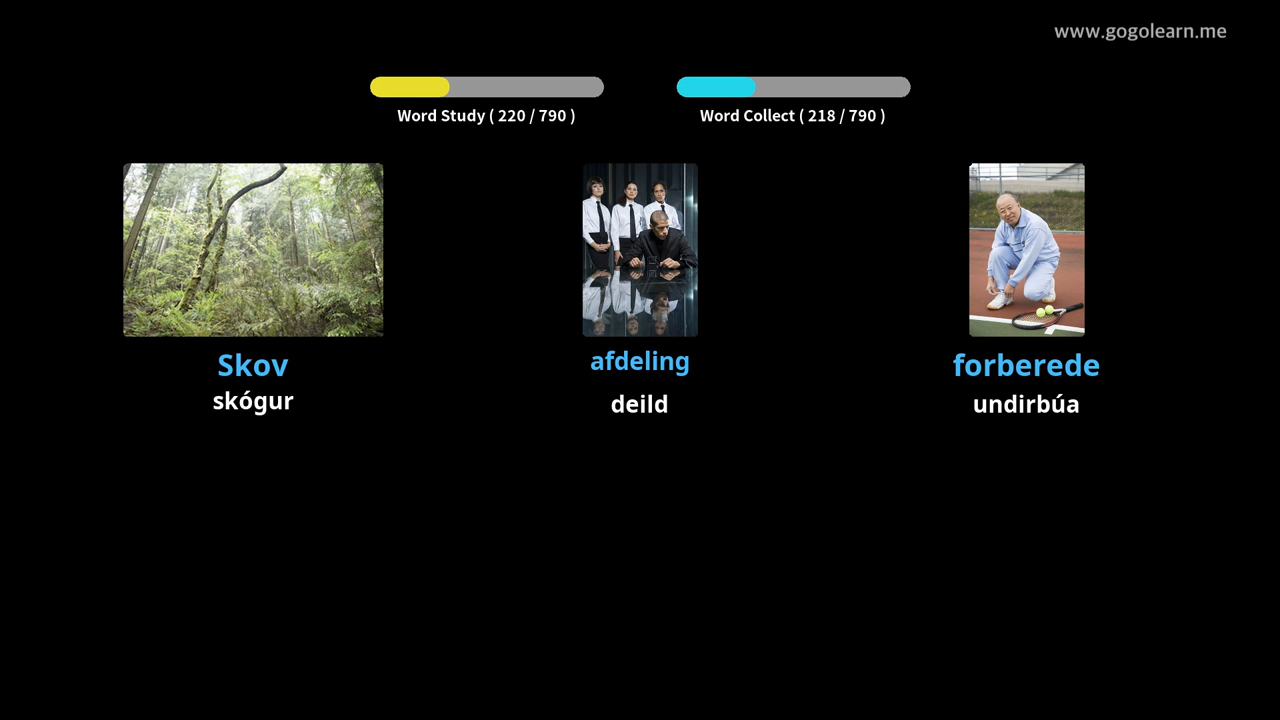 www.gogolearn.me
Word Study ( 220 / 790 )
Word Collect ( 218 / 790 )
Skov
skógur
afdeling
deild
forberede
undirbúa